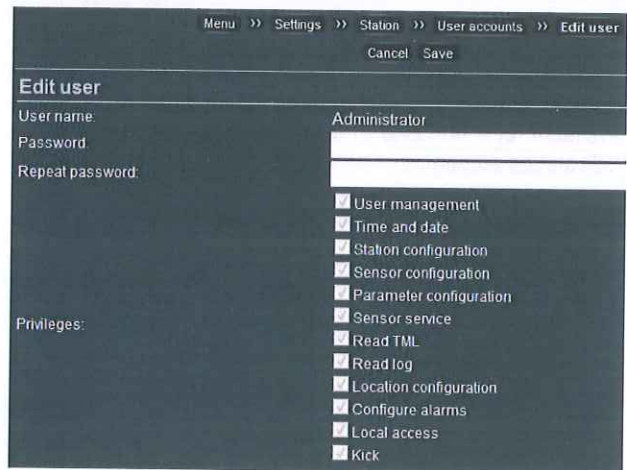 Menu >> Settings >> Station >> User accounts >> Edit user
Cancel Save
Edit user
User name: Administrator
Password:
Repeat password:
Privileges:
User management
Time and date
Station configuration
Sensor configuration
Parameter configuration
Sensor service
Read TML
Read log
Location configuration
Configure alarms
Local access
Kick